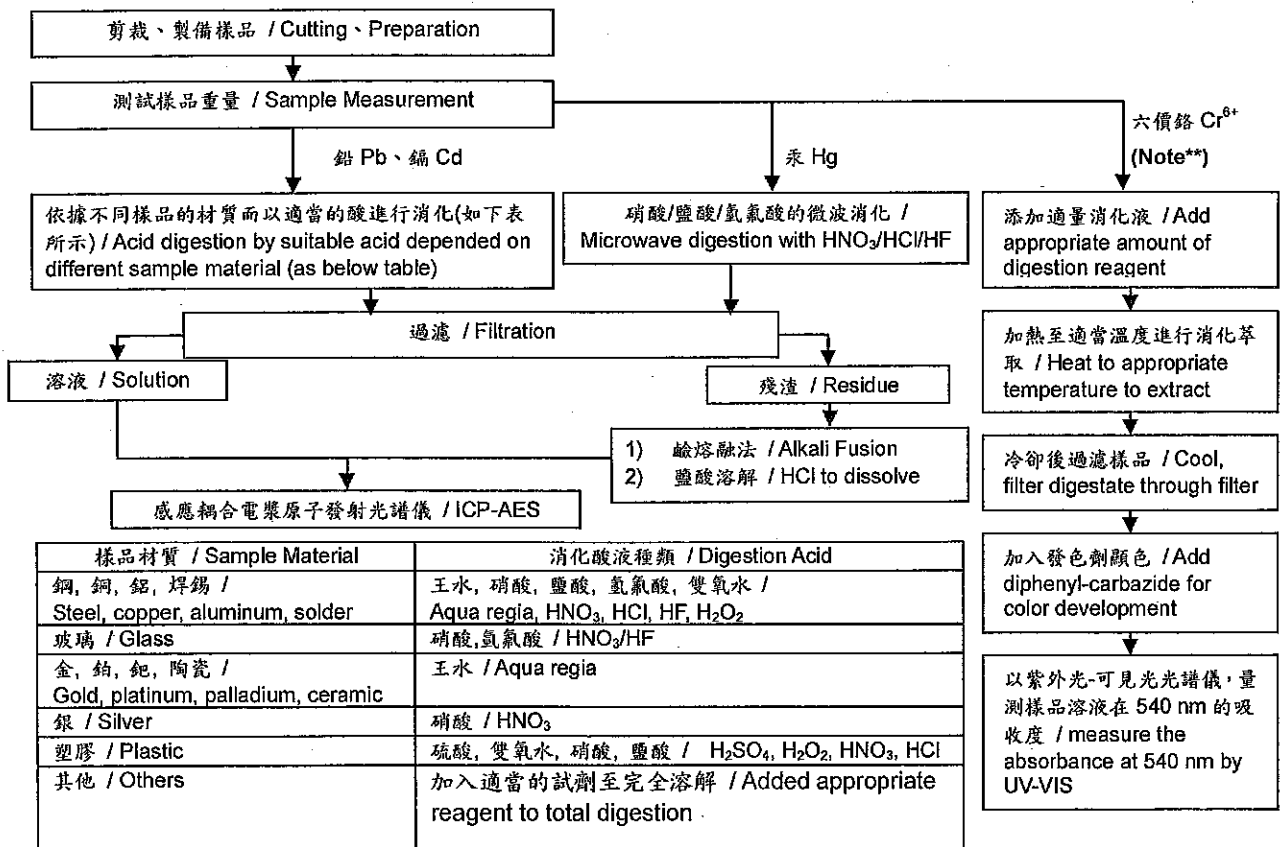 剪裁、製備樣品 / Cutting、Preparation
測試樣品重量 / Sample Measurement
鉛 Pb、鎘 Cd
汞 Hg
六價鉻 Cr⁶⁺
(Note**)
依據不同樣品的材質而以適當的酸進行消化(如下表
所示) / Acid digestion by suitable acid depended on
different sample material (as below table)
硝酸/鹽酸/氫氟酸的微波消化 /
Microwave digestion with HNO₃/HCl/HF
添加適量消化液 / Add
appropriate amount of
digestion reagent
過濾 / Filtration
溶液 / Solution
殘渣 / Residue
加熱至適當溫度進行消化萃
取 / Heat to appropriate
temperature to extract
1) 鹼熔融法 / Alkali Fusion
2) 鹽酸溶解 / HCl to dissolve
冷卻後過濾樣品 / Cool,
filter digestate through filter
感應耦合電漿原子發射光譜儀 / ICP-AES
加入發色劑顯色 / Add
diphenyl-carbazide for
color development
以紫外光-可見光光譜儀，量
測樣品溶液在 540 nm 的吸
收度 / measure the
absorbance at 540 nm by
UV-VIS
樣品材質 / Sample Material
消化酸液種類 / Digestion Acid
鋼, 銅, 鋁, 焊錫 /
Steel, copper, aluminum, solder
王水, 硝酸, 鹽酸, 氫氟酸, 雙氧水 /
Aqua regia, HNO₃, HCl, HF, H₂O₂
玻璃 / Glass
硝酸,氫氟酸 / HNO₃/HF
金, 鉑, 鈀, 陶瓷 /
Gold, platinum, palladium, ceramic
王水 / Aqua regia
銀 / Silver
硝酸 / HNO₃
塑膠 / Plastic
硫酸, 雙氧水, 硝酸, 鹽酸 / H₂SO₄, H₂O₂, HNO₃, HCl
其他 / Others
加入適當的試劑至完全溶解 / Added appropriate
reagent to total digestion